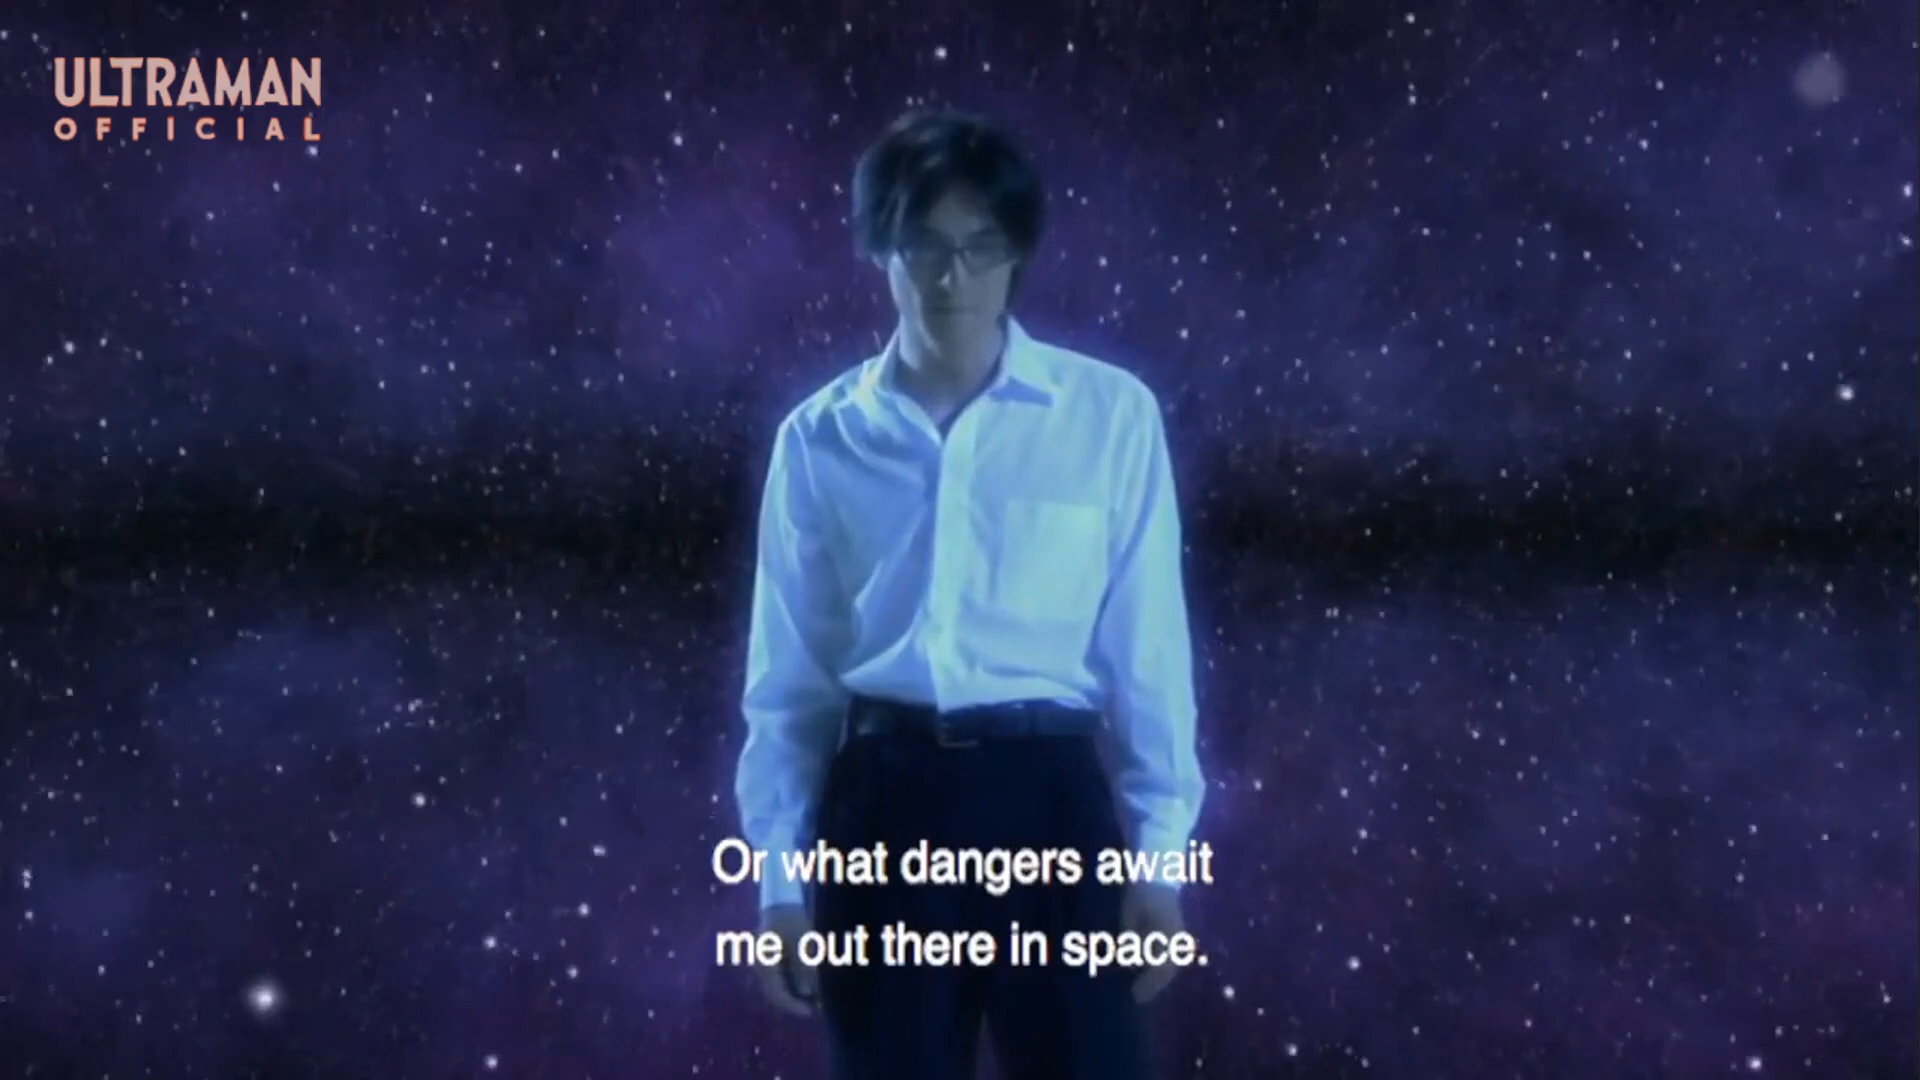 ULTRAMAN
OFFICIAL
Or what dangers await
me out there in space.